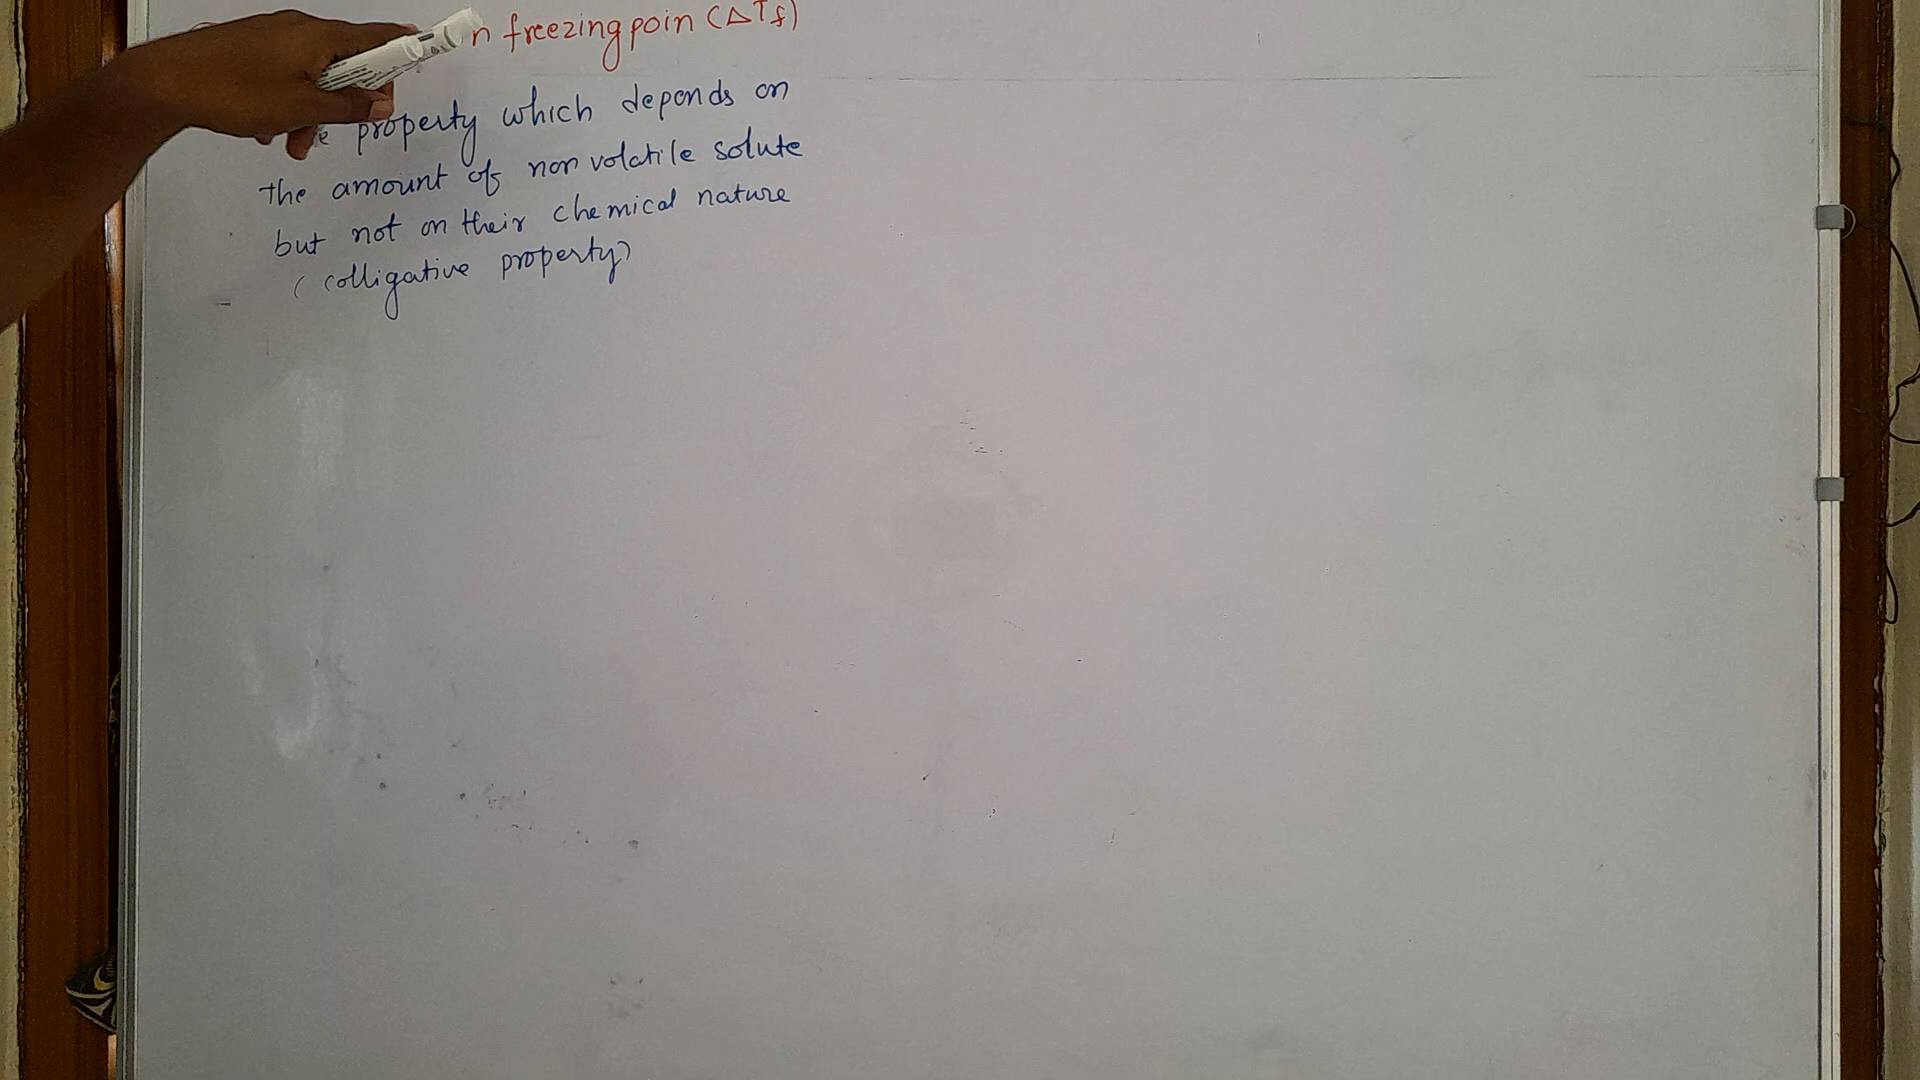 n freezing poin (ΔTf)
property which depends on
the amount of non volatile solute
but not on their chemical nature
( colligative property)